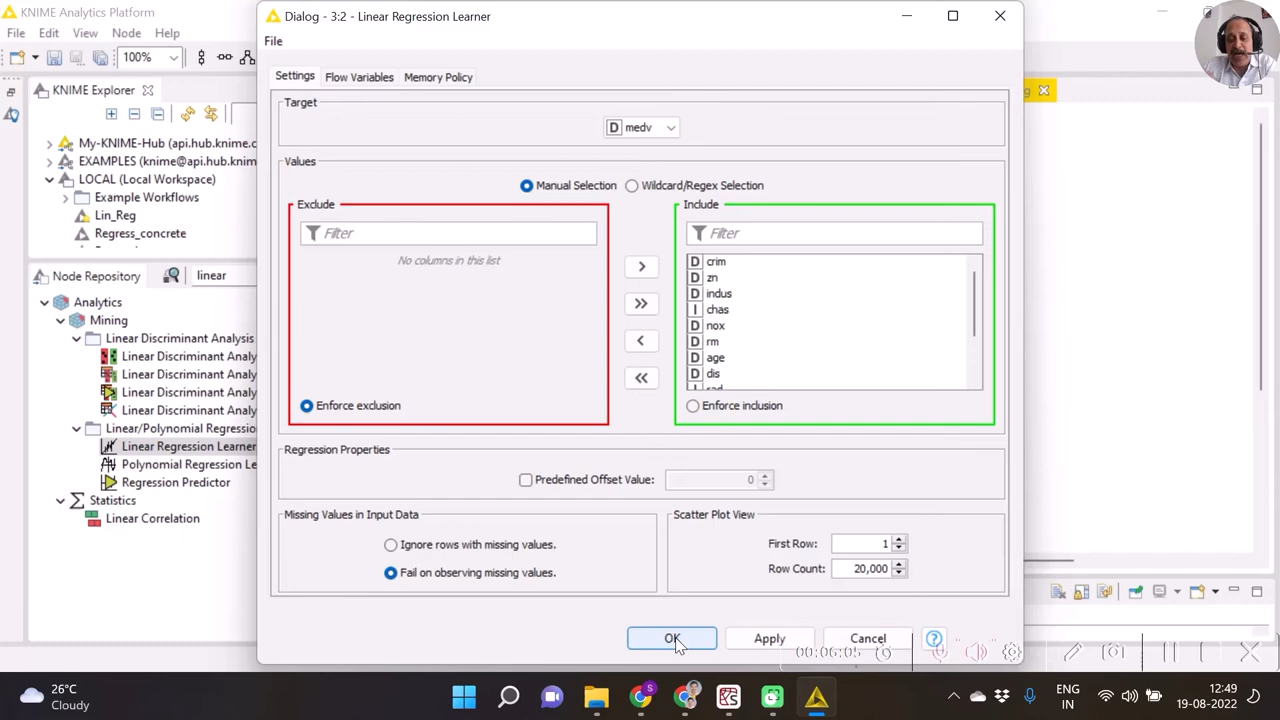 KNIME Analytics Platform
File Edit View Node Help
100%
KNIME Explorer
My-KNIME-Hub (api.hub.knime.c
EXAMPLES (knime@api.hub.knim
LOCAL (Local Workspace)
Example Workflows
Lin_Reg
Regress_concrete
Node Repository
linear
Analytics
Mining
Linear Discriminant Analysis
Linear Discriminant Analy
Linear Discriminant Analy
Linear Discriminant Analy
Linear Discriminant Analy
Linear/Polynomial Regressio
Linear Regression Learner
Polynomial Regression Le
Regression Predictor
Statistics
Linear Correlation
Dialog - 3:2 - Linear Regression Learner
File
Settings Flow Variables Memory Policy
Target
D medv
Values
Manual Selection Wildcard/Regex Selection
Exclude
Filter
No columns in this list
Enforce exclusion
>
>>
<
<<
Include
Filter
D crim
D zn
D indus
I chas
D nox
D rm
D age
D dis
I rad
Enforce inclusion
Regression Properties
Predefined Offset Value: 0
Missing Values in Input Data
Ignore rows with missing values.
Fail on observing missing values.
Scatter Plot View
First Row: 1
Row Count: 20,000
OK Apply Cancel ?
00:06:05
26°C
Cloudy
S
ENG
IN
12:49
19-08-2022